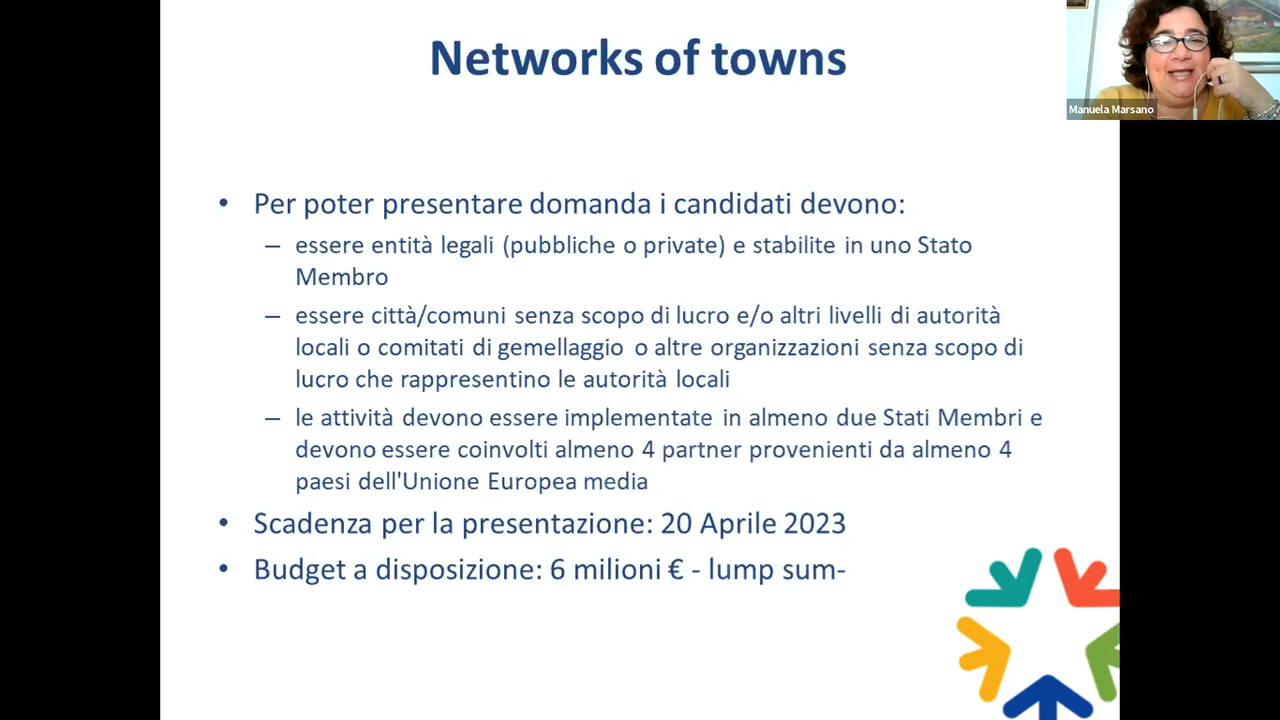 Networks of towns
Manuela Marsano
• Per poter presentare domanda i candidati devono:
– essere entità legali (pubbliche o private) e stabilite in uno Stato
Membro
– essere città/comuni senza scopo di lucro e/o altri livelli di autorità
locali o comitati di gemellaggio o altre organizzazioni senza scopo di
lucro che rappresentino le autorità locali
– le attività devono essere implementate in almeno due Stati Membri e
devono essere coinvolti almeno 4 partner provenienti da almeno 4
paesi dell'Unione Europea media
• Scadenza per la presentazione: 20 Aprile 2023
• Budget a disposizione: 6 milioni € - lump sum-